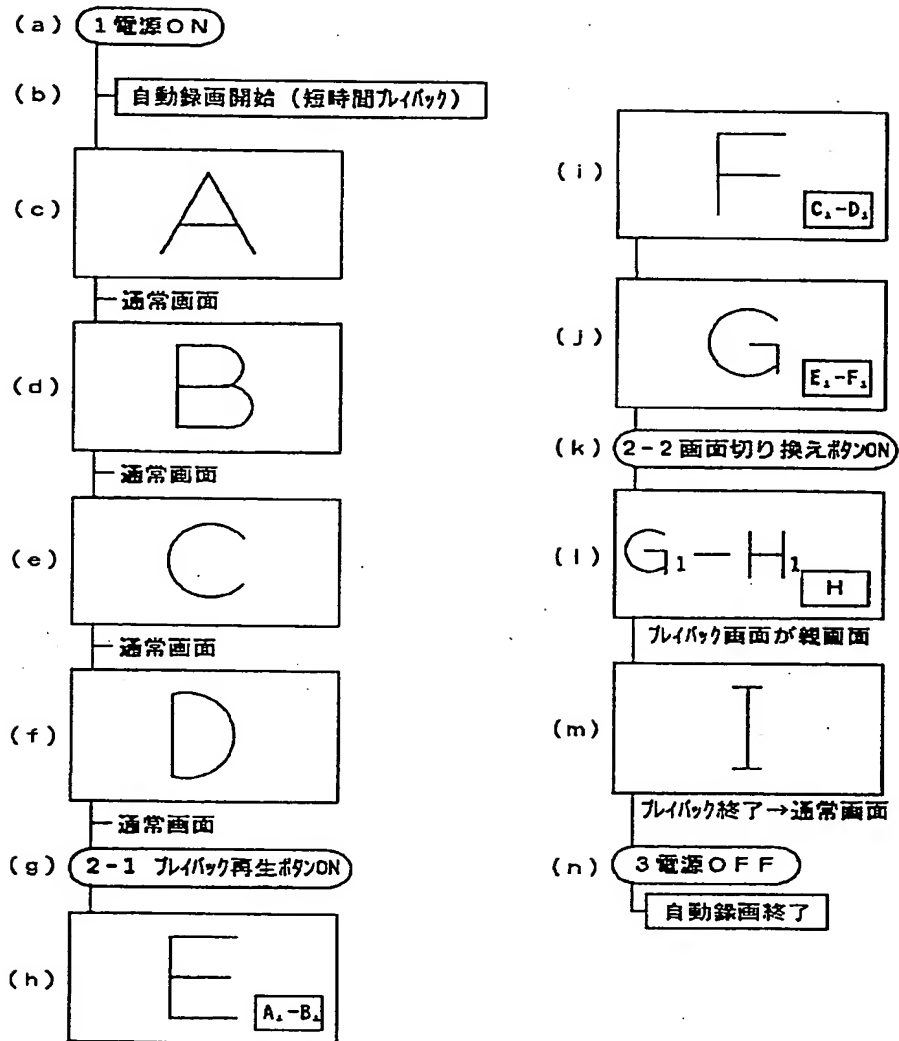 (a) 1電源ON
(b) 自動録画開始 (短時間プレイバック)
(c) A
通常画面
(d) B
通常画面
(e) C
通常画面
(f) D
通常画面
(g) 2-1 プレイバック再生ボタンON
(h) E
A₁-B₁
(i) F
C₁-D₁
(j) G
E₁-F₁
(k) 2-2画面切り換えボタンON
(l) G₁-H₁
H
プレイバック画面が親画面
(m) I
プレイバック終了→通常画面
(n) 3電源OFF
自動録画終了